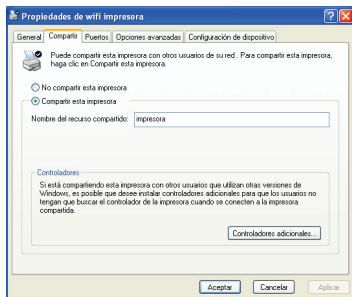 Propiedades de wifi impresora
General Compartir Puertos Opciones avanzadas Configuración de dispositivo
Puede compartir esta impresora con otros usuarios de su red. Para compartir esta impresora,
haga clic en Compartir esta impresora.
No compartir esta impresora
Compartir esta impresora
Nombre del recurso compartido: impresora
Controladores
Si está compartiendo esta impresora con otros usuarios que utilizan otras versiones de
Windows, es posible que desee instalar controladores adicionales para que los usuarios no
tengan que buscar el controlador de la impresora cuando se conecten a la impresora
compartida.
Controladores adicionales...
Aceptar Cancelar Aplicar